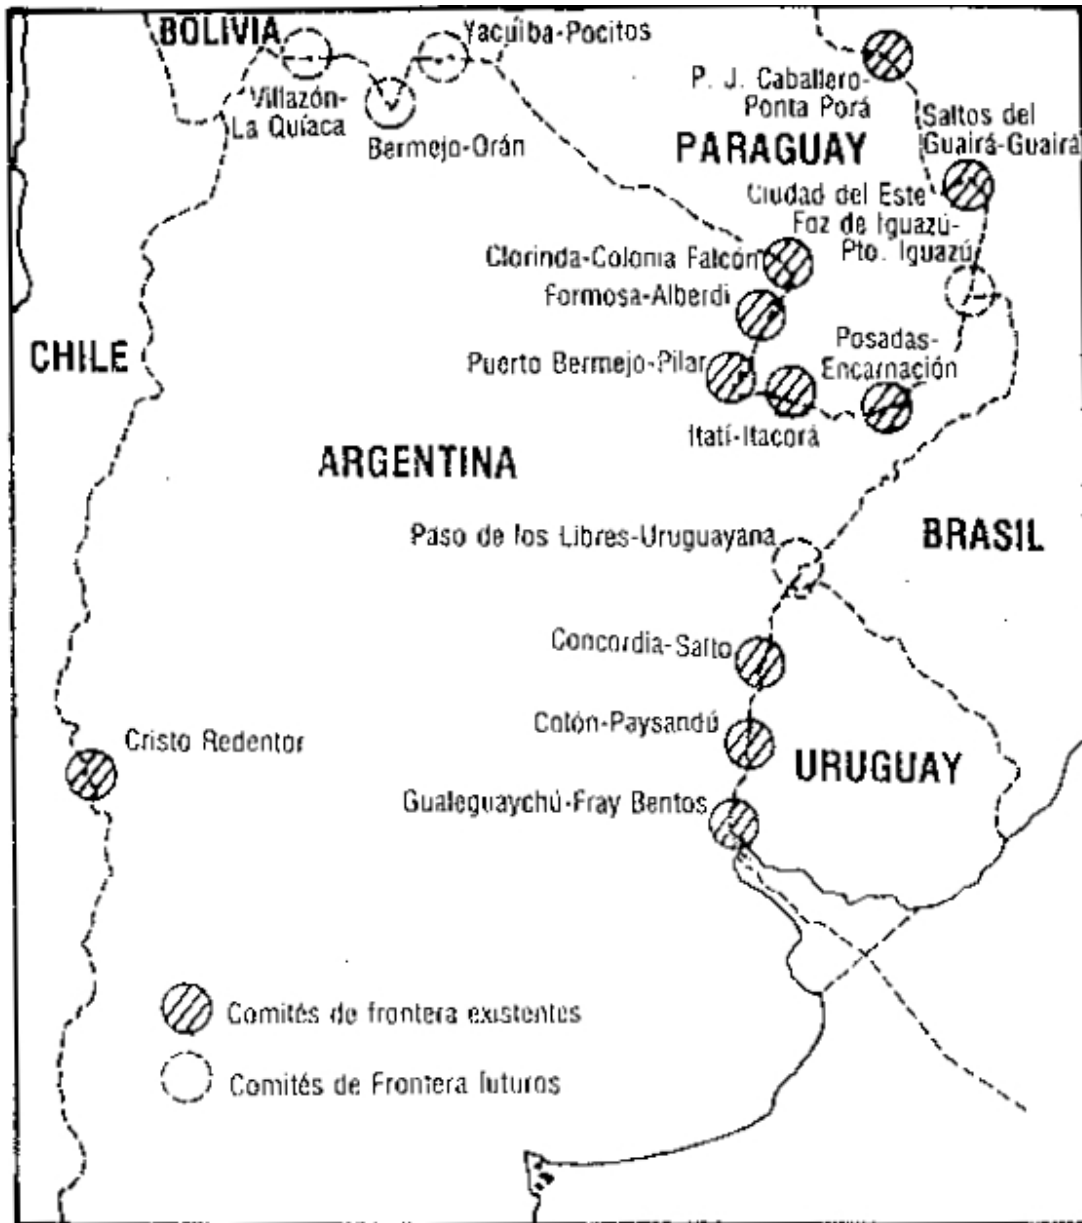 BOLIVIA
Yacuiba-Pocitos
Villazón-
La Quiaca
Bermejo-Orán
P. J. Caballero-
Ponta Porá
Saltos del
Guairá-Guairá
PARAGUAY
Ciudad del Este
Foz de Iguazú-
Pto. Iguazú
Clorinda-Colonia Falcón
Formosa-Alberdi
CHILE
Puerto Bermejo-Pilar
Posadas-
Encarnación
Itatí-Itacorá
ARGENTINA
Paso de los Libres-Uruguayana
BRASIL
Concordia-Salto
Colón-Paysandú
Cristo Redentor
URUGUAY
Gualeguaychú-Fray Bentos
Comités de frontera existentes
Comités de Frontera futuros